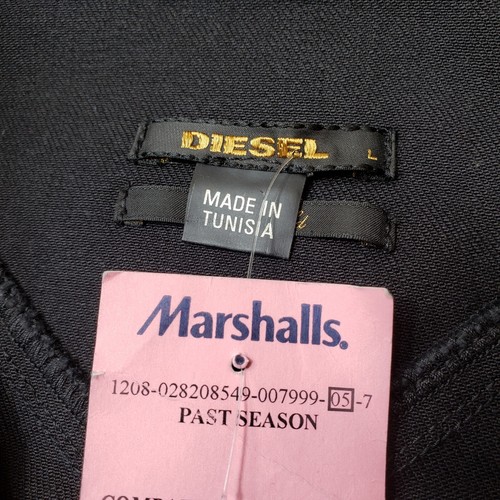 DIESEL L
MADE IN
TUNISIA
Marshalls.
1208-028208549-007999-05-7
PAST SEASON